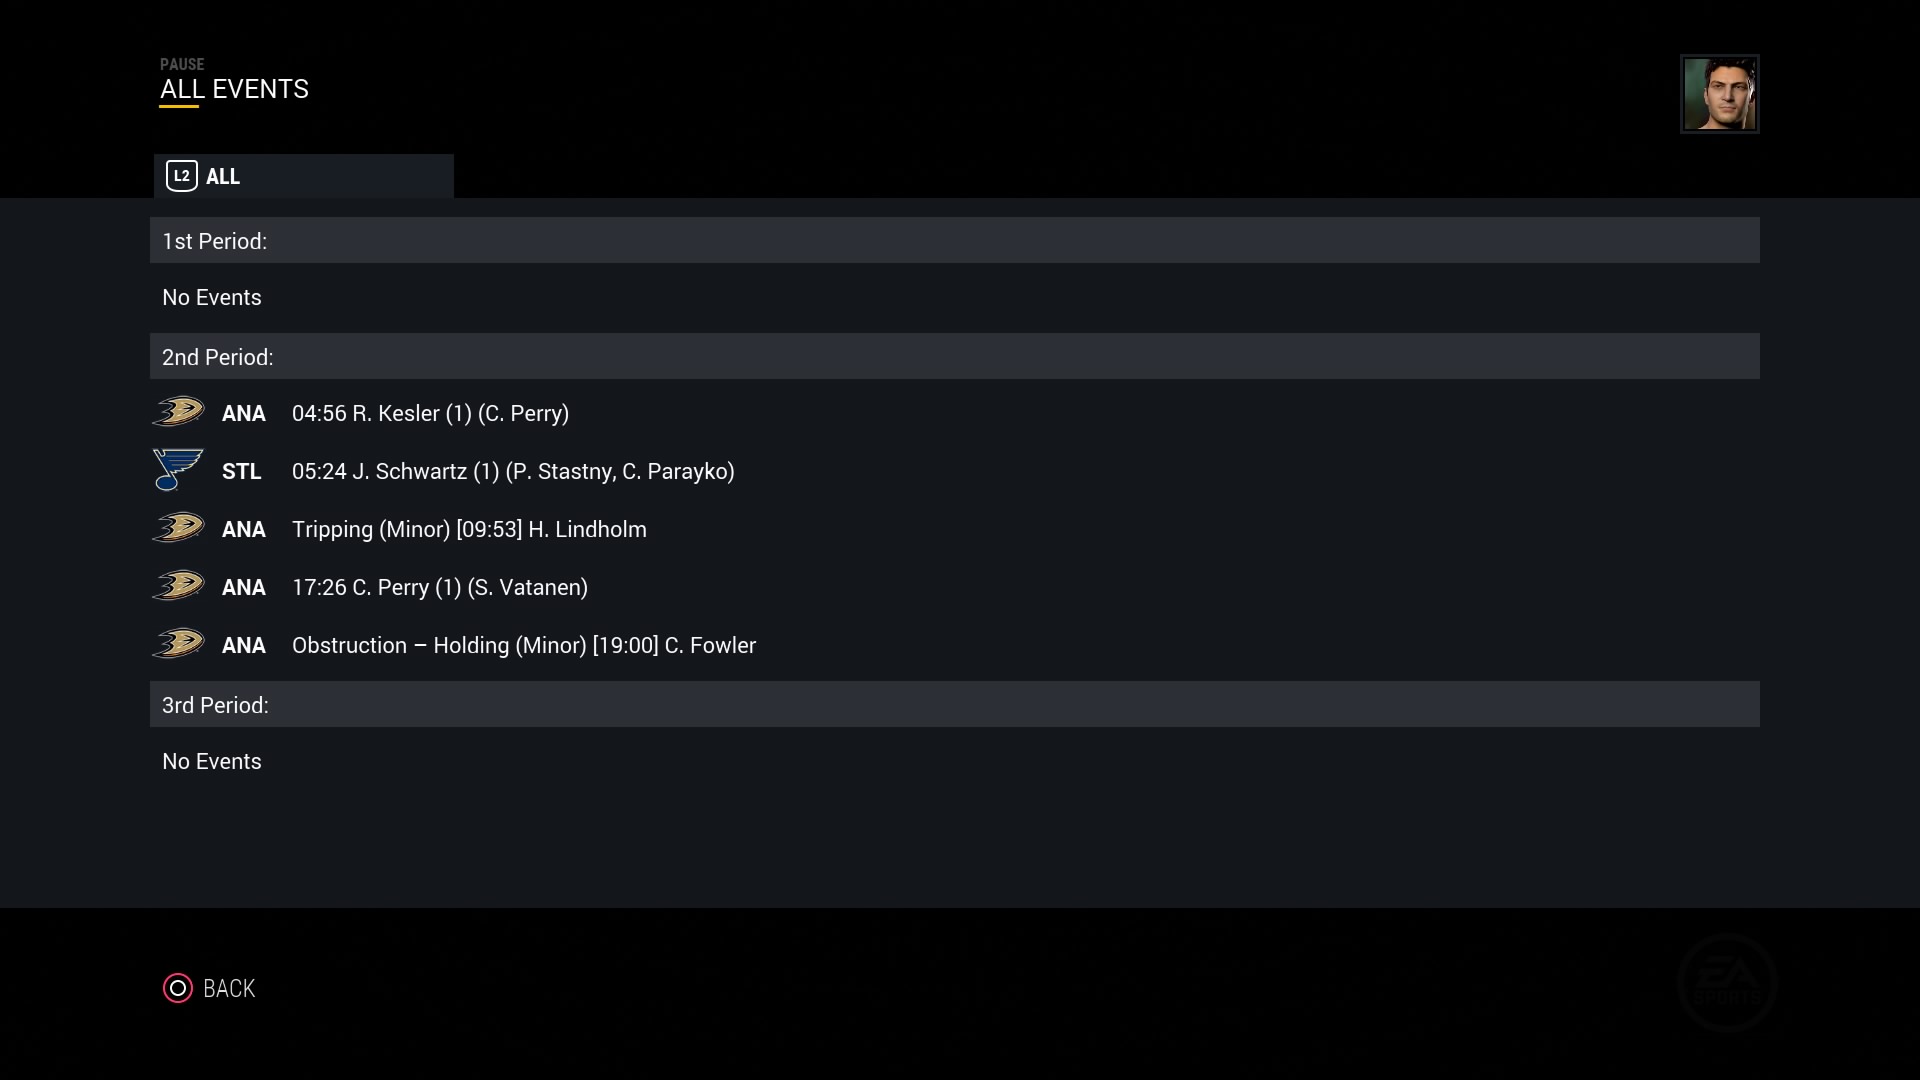 PAUSE
ALL EVENTS
L2 ALL
1st Period:
No Events
2nd Period:
ANA 04:56 R. Kesler (1) (C. Perry)
STL 05:24 J. Schwartz (1) (P. Stastny, C. Parayko)
ANA Tripping (Minor) [09:53] H. Lindholm
ANA 17:26 C. Perry (1) (S. Vatanen)
ANA Obstruction – Holding (Minor) [19:00] C. Fowler
3rd Period:
No Events
BACK
EA
SPORTS